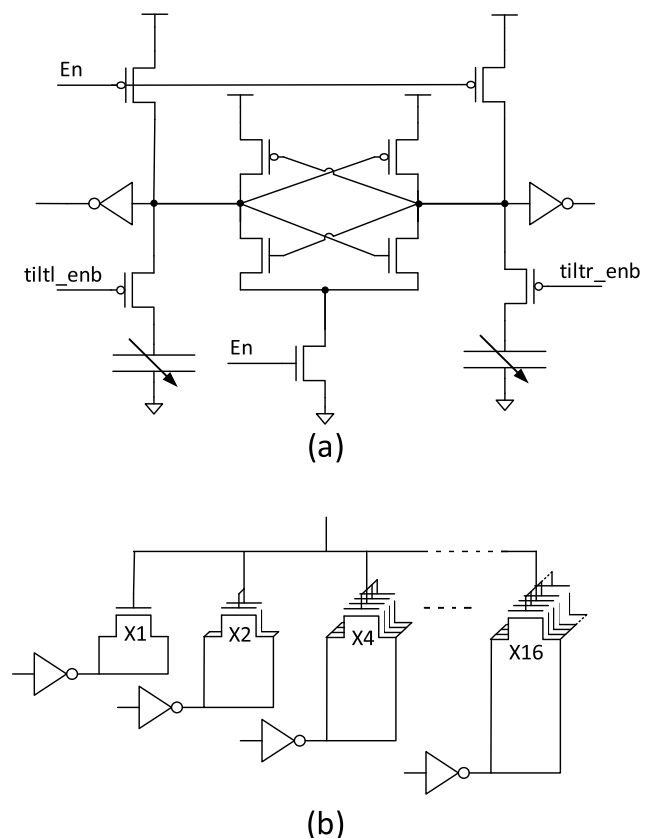 En
tiltl_enb
tiltr_enb
En
(a)
X1
X2
X4
X16
(b)